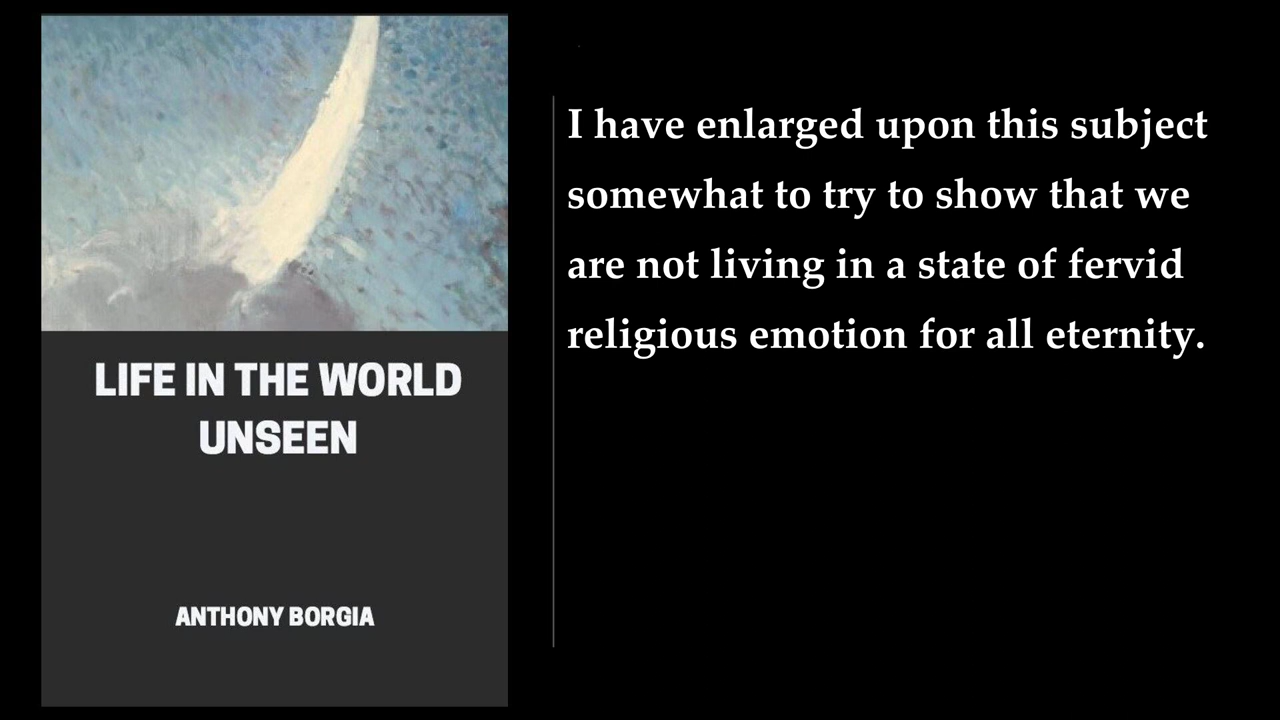 LIFE IN THE WORLD
UNSEEN
ANTHONY BORGIA
I have enlarged upon this subject
somewhat to try to show that we
are not living in a state of fervid
religious emotion for all eternity.